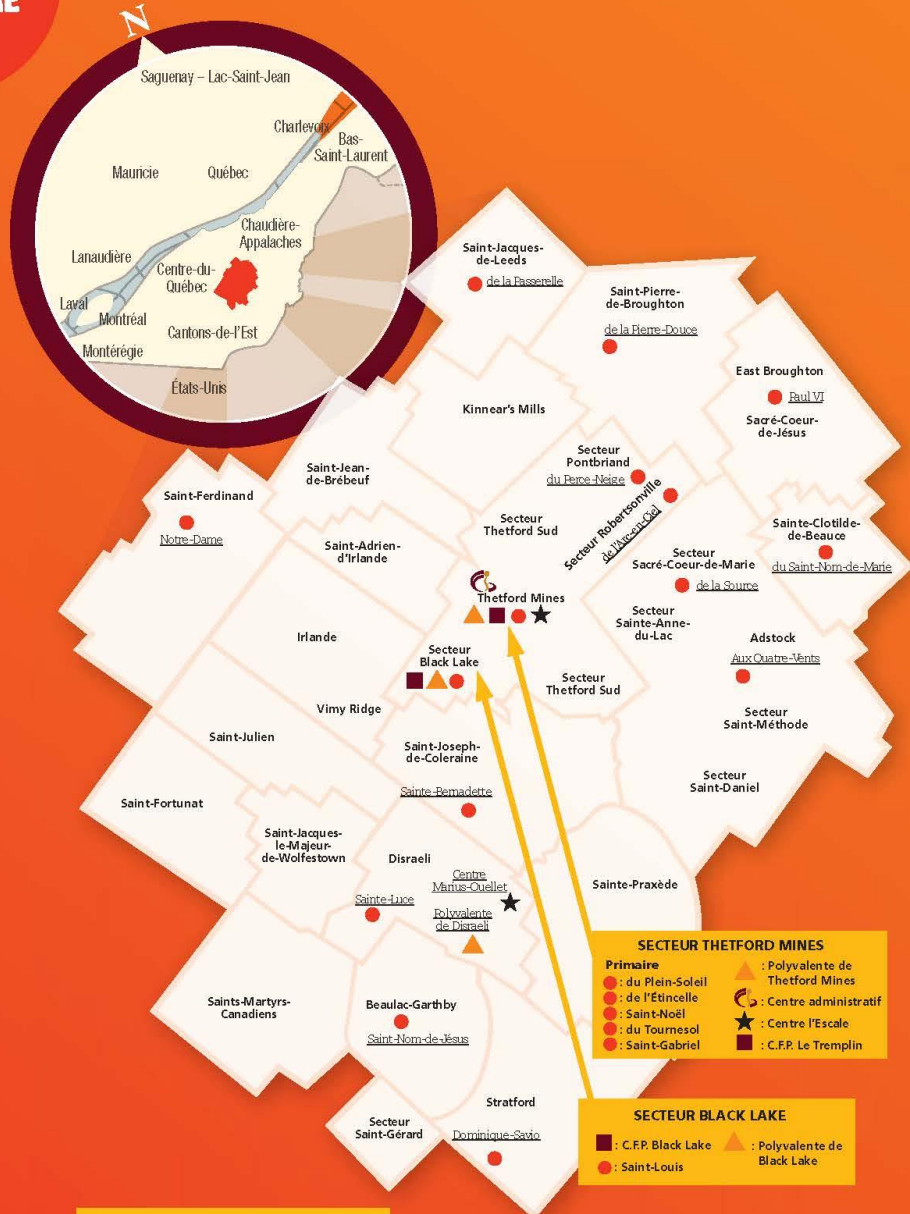 N
Saguenay – Lac-Saint-Jean
Charlevoix
Bas-
Saint-Laurent
Mauricie
Québec
Chaudière-
Appalaches
Lanaudière
Centre-du-
Québec
Laval
Montréal
Cantons-de-l'Est
Montérégie
États-Unis
Saint-Jacques-
de-Leeds
de la Passerelle
Saint-Pierre-
de-Broughton
de la Pierre-Douce
East Broughton
Paul VI
Sacré-Coeur-
de-Jésus
Kinnear's Mills
Saint-Jean-
de-Brébeuf
Secteur
Pontbriand
du Perce-Neige
Saint-Ferdinand
Notre-Dame
Secteur Robertsonville
de l'Arc-en-Ciel
Secteur
Thetford Sud
Sainte-Clotilde-
de-Beauce
du Saint-Nom-de-Marie
Saint-Adrien-
d'Irlande
Secteur
Sacré-Coeur-de-Marie
de la Source
Thetford Mines
Secteur
Sainte-Anne-
du-Lac
Irlande
Adstock
Aux Quatre-Vents
Secteur
Black Lake
Secteur
Thetford Sud
Vimy Ridge
Secteur
Saint-Méthode
Saint-Julien
Saint-Joseph-
de-Coleraine
Sainte-Bernadette
Secteur
Saint-Daniel
Saint-Fortunat
Saint-Jacques-
le-Majeur-
de-Wolfestown
Disraeli
Centre
Marius-Ouellet
Sainte-Luce
Polyvalente
de Disraeli
Sainte-Praxède
SECTEUR THETFORD MINES
Primaire
: du Plein-Soleil
: de l'Étincelle
: Saint-Noël
: du Tournesol
: Saint-Gabriel
: Polyvalente de
Thetford Mines
: Centre administratif
: Centre l'Escale
: C.F.P. Le Tremplin
Saints-Martyrs-
Canadiens
Beaulac-Garthby
Saint-Nom-de-Jésus
Stratford
Dominique-Savio
Secteur
Saint-Gérard
SECTEUR BLACK LAKE
: C.F.P. Black Lake
: Saint-Louis
: Polyvalente de
Black Lake